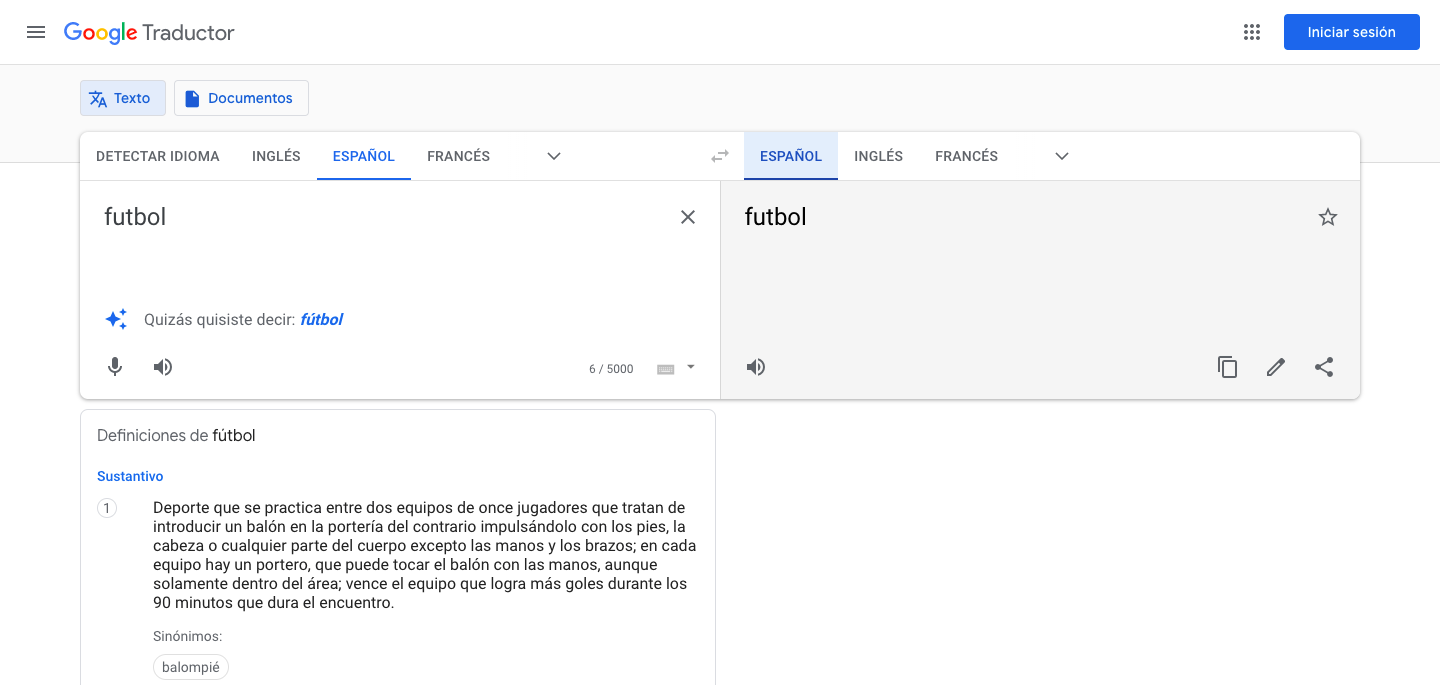 Google Traductor
Iniciar sesión
Texto
Documentos
DETECTAR IDIOMA INGLÉS ESPAÑOL FRANCÉS
ESPAÑOL INGLÉS FRANCÉS
futbol
futbol
Quizás quisiste decir: fútbol
6 / 5000
Definiciones de fútbol
Sustantivo
1
Deporte que se practica entre dos equipos de once jugadores que tratan de
introducir un balón en la portería del contrario impulsándolo con los pies, la
cabeza o cualquier parte del cuerpo excepto las manos y los brazos; en cada
equipo hay un portero, que puede tocar el balón con las manos, aunque
solamente dentro del área; vence el equipo que logra más goles durante los
90 minutos que dura el encuentro.
Sinónimos:
balompié